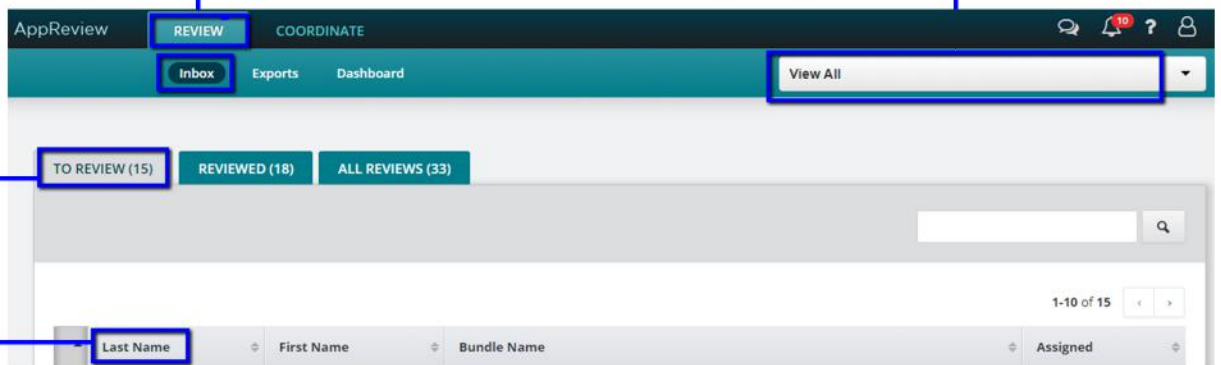 AppReview REVIEW COORDINATE 10 ?
Inbox Exports Dashboard View All
TO REVIEW (15) REVIEWED (18) ALL REVIEWS (33)
1-10 of 15
Last Name First Name Bundle Name Assigned